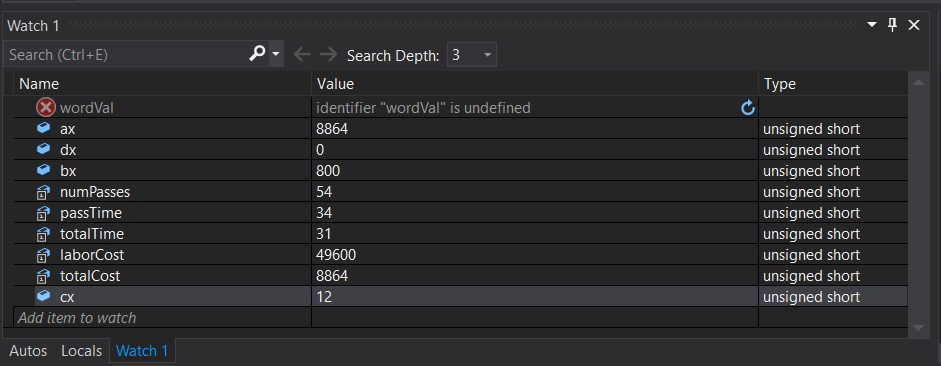 Watch 1
Search (Ctrl+E) Search Depth: 3
Name Value Type
wordVal identifier "wordVal" is undefined
ax 8864 unsigned short
dx 0 unsigned short
bx 800 unsigned short
numPasses 54 unsigned short
passTime 34 unsigned short
totalTime 31 unsigned short
laborCost 49600 unsigned short
totalCost 8864 unsigned short
cx 12 unsigned short
Add item to watch
Autos Locals Watch 1